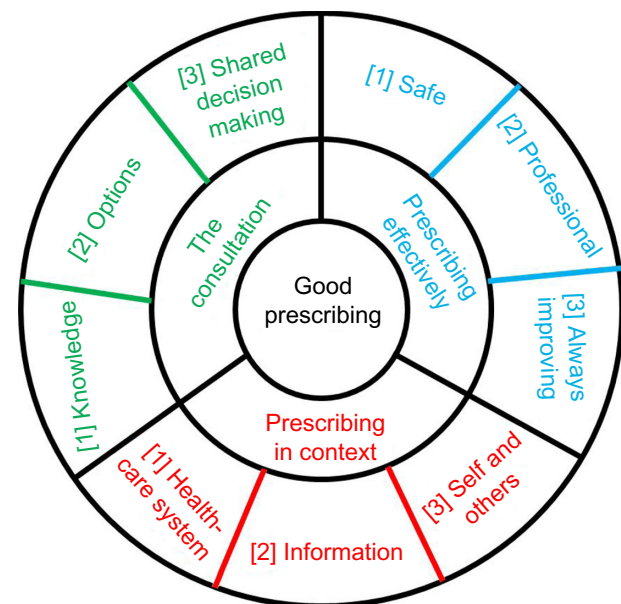 Good
prescribing
The
consultation
[1] Knowledge
[2] Options
[3] Shared
decision
making
Prescribing
effectively
[1] Safe
[2] Professional
[3] Always
improving
Prescribing
in context
[1] Health-
care system
[2] Information
[3] Self and
others